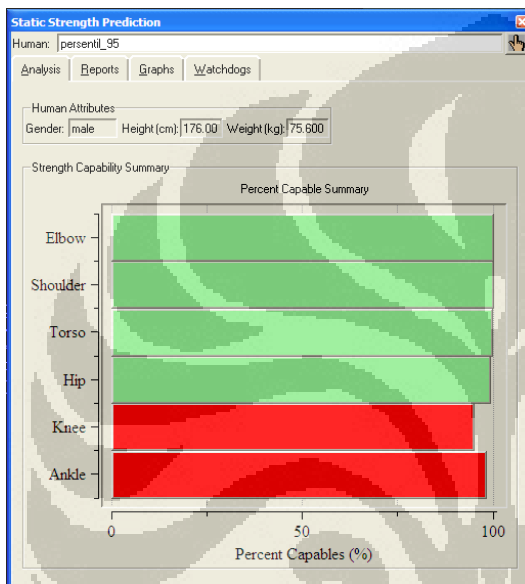 Static Strength Prediction
Human: persentil_95
Analysis Reports Graphs Watchdogs
Human Attributes
Gender: male Height (cm): 176.00 Weight (kg): 75.600
Strength Capability Summary
Percent Capable Summary
Elbow
Shoulder
Torso
Hip
Knee
Ankle
0 50 100
Percent Capables (%)